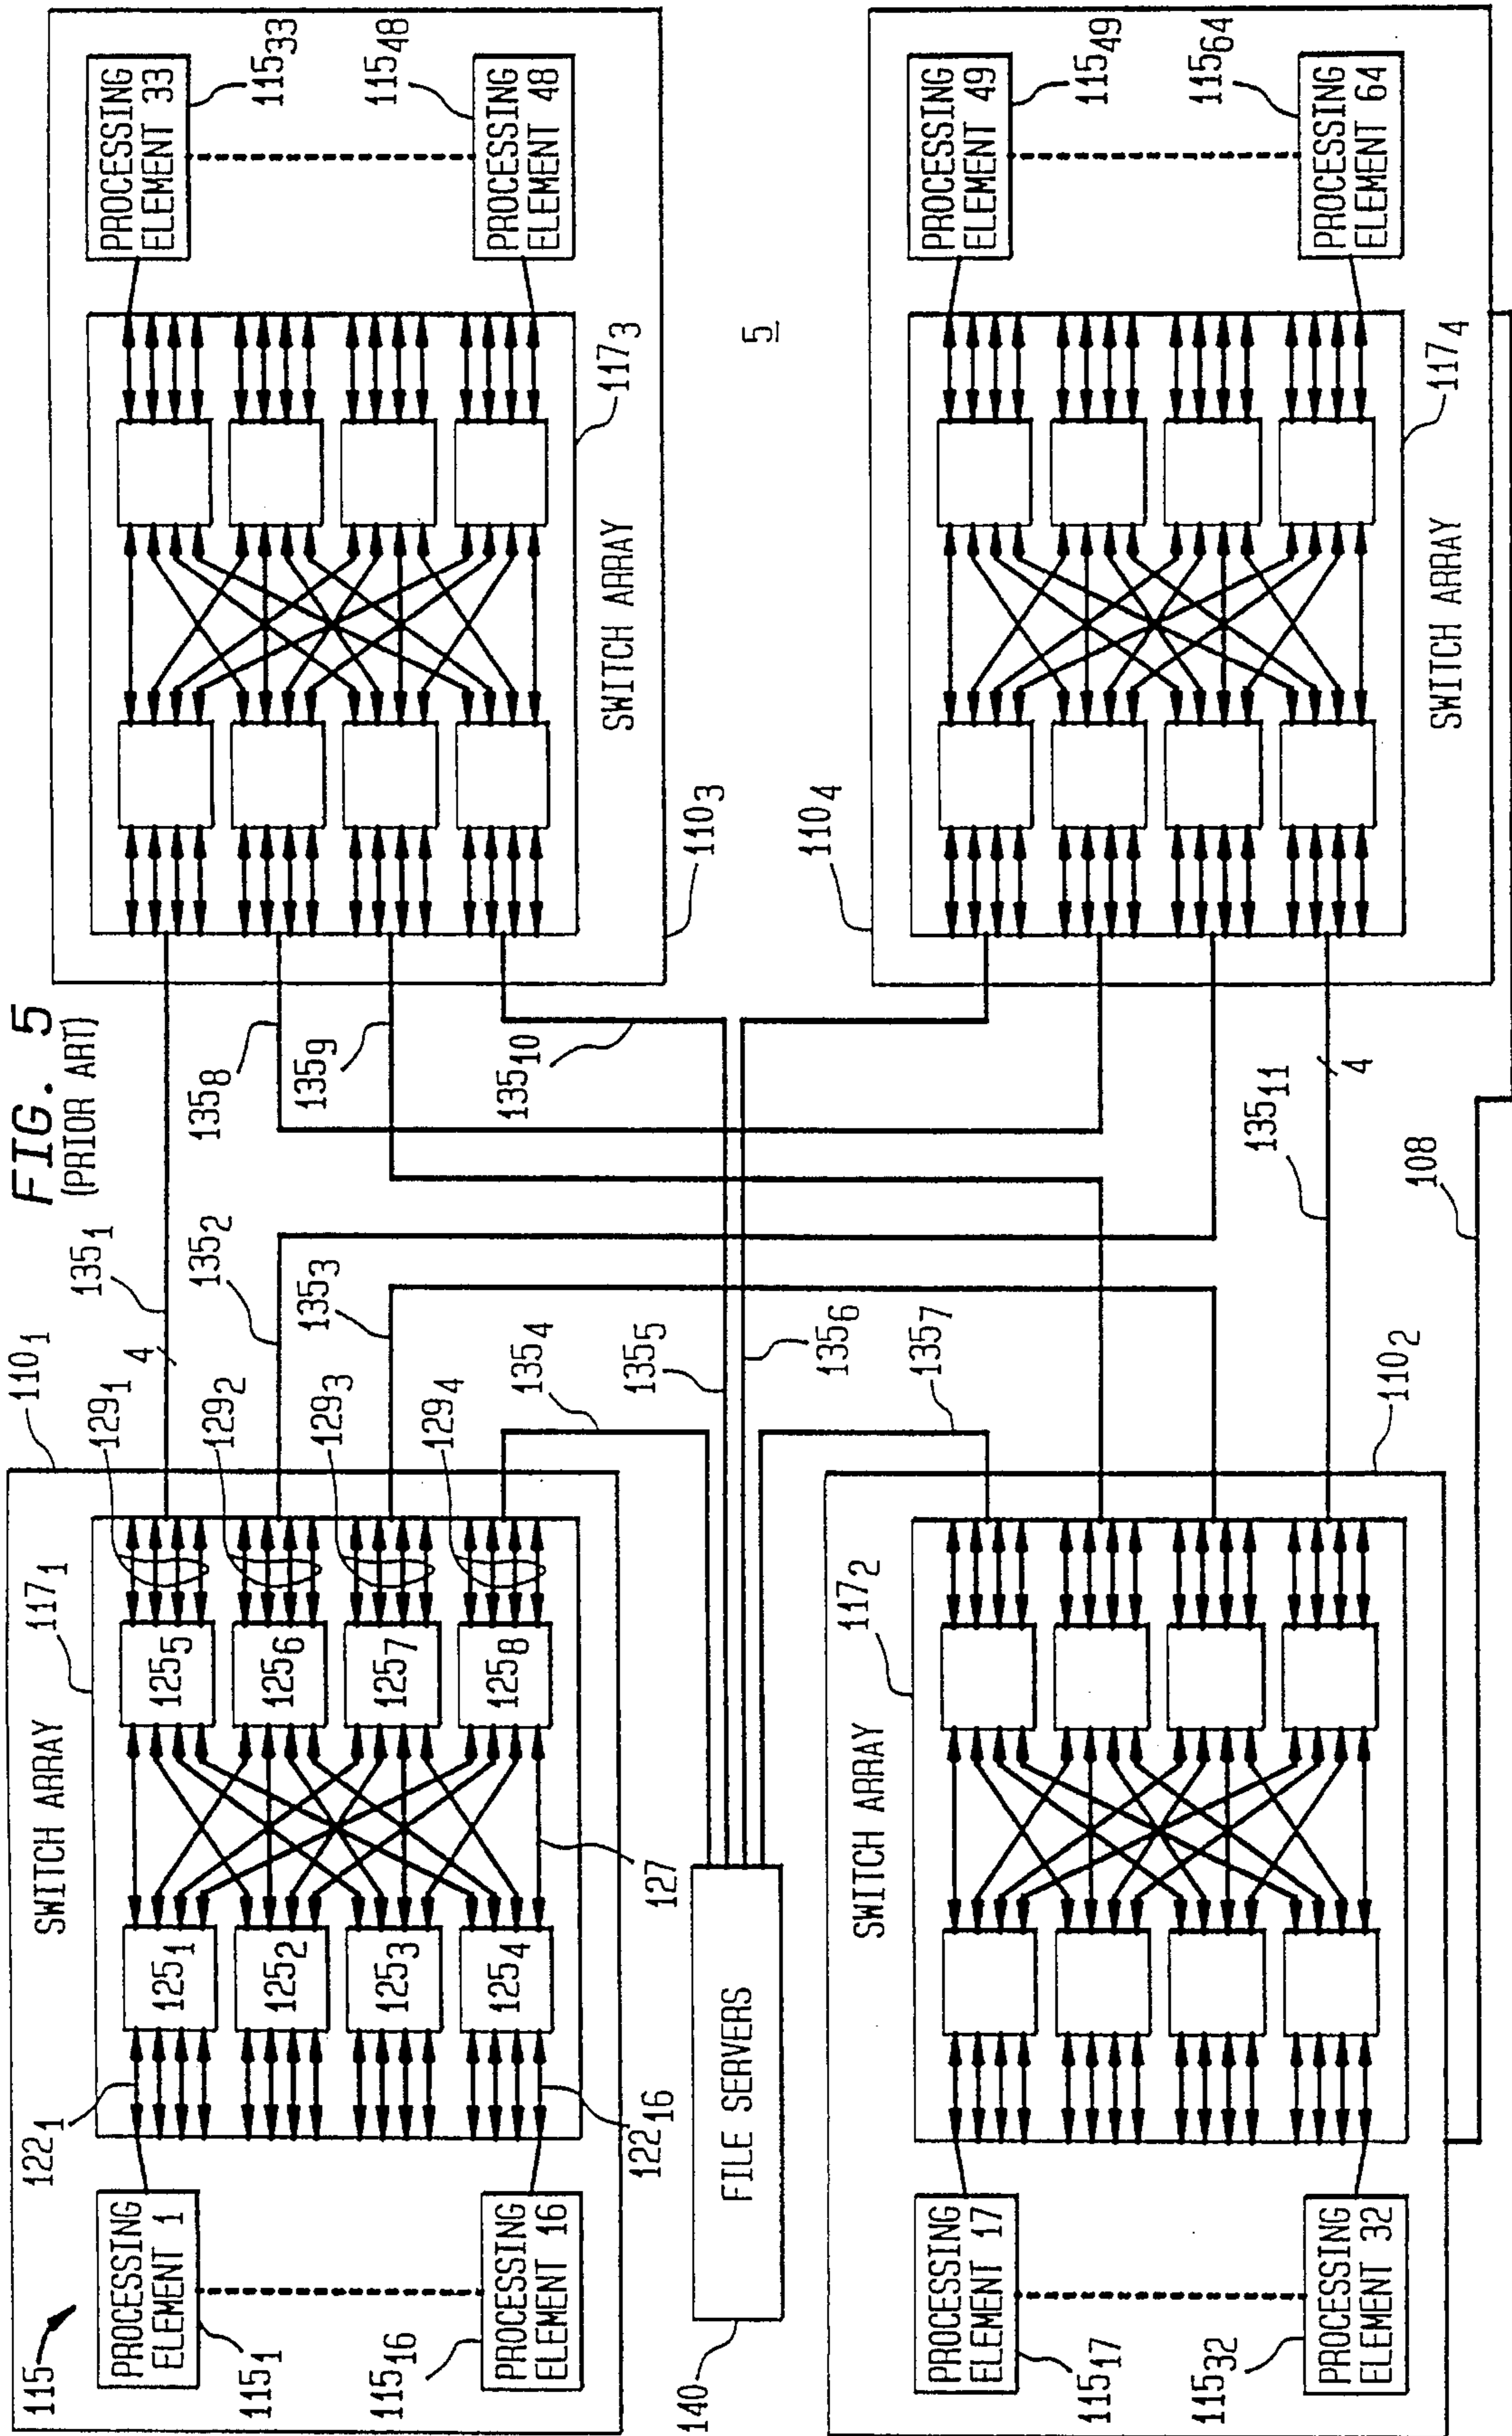 FIG. 5
(PRIOR ART)
115
PROCESSING
ELEMENT 1
115₁
PROCESSING
ELEMENT 16
115₁₆
122₁
122₁₆
SWITCH ARRAY
117₁
125₁
125₂
125₃
125₄
125₅
125₆
125₇
125₈
127
129₁
129₂
129₃
129₄
110₁
4
135₁
135₂
135₃
135₄
135₅
135₆
135₇
135₈
135₉
135₁₀
135₁₁
4
108
PROCESSING
ELEMENT 33
115₃₃
PROCESSING
ELEMENT 48
115₄₈
SWITCH ARRAY
117₃
110₃
5
140
FILE SERVERS
PROCESSING
ELEMENT 17
115₁₇
PROCESSING
ELEMENT 32
115₃₂
SWITCH ARRAY
117₂
110₂
110₄
PROCESSING
ELEMENT 49
115₄₉
PROCESSING
ELEMENT 64
115₆₄
SWITCH ARRAY
117₄